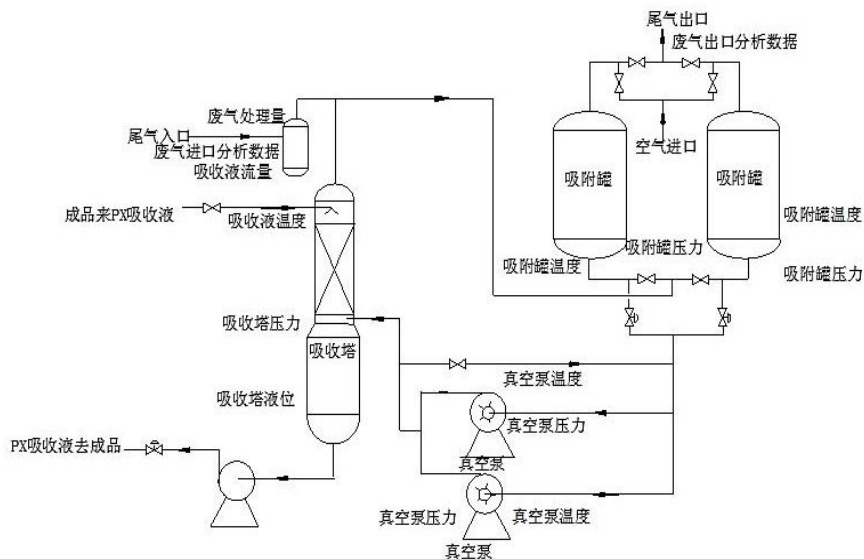 尾气出口
废气出口分析数据
废气处理量
尾气入口
废气进口分析数据
吸收液流量
空气进口
吸附罐
吸附罐
成品来PX吸收液
吸收液温度
吸附罐温度
吸附罐压力
吸附罐温度
吸附罐压力
吸收塔压力
吸收塔
真空泵温度
吸收塔液位
真空泵压力
PX吸收液去成品
真空泵
真空泵压力
真空泵温度
真空泵